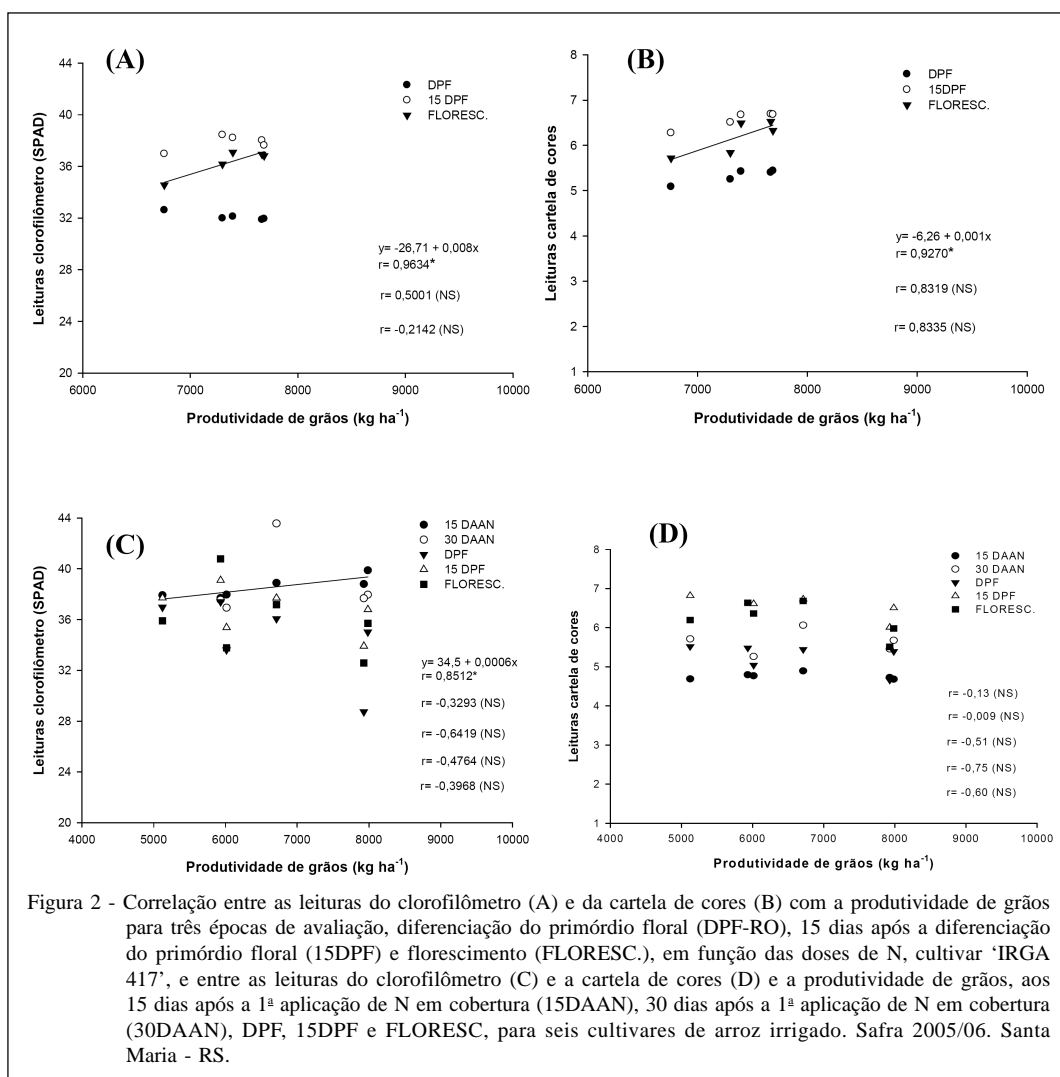 (A)
DPF
15 DPF
FLORESC.
Leituras clorofilômetro (SPAD)
44
40
36
32
28
24
20
y= -26,71 + 0,008x
r= 0,9634*
r= 0,5001 (NS)
r= -0,2142 (NS)
6000 7000 8000 9000 10000
Produtividade de grãos (kg ha-1)
(B)
DPF
15DPF
FLORESC.
Leituras cartela de cores
8
7
6
5
4
3
2
1
y= -6,26 + 0,001x
r= 0,9270*
r= 0,8319 (NS)
r= 0,8335 (NS)
6000 7000 8000 9000 10000
Produtividade de grãos (kg ha-1)
(C)
15 DAAN
30 DAAN
DPF
15 DPF
FLORESC.
Leituras clorofilômetro (SPAD)
44
40
36
32
28
24
20
y= 34,5 + 0,0006x
r= 0,8512*
r= -0,3293 (NS)
r= -0,6419 (NS)
r= -0,4764 (NS)
r= -0,3968 (NS)
4000 5000 6000 7000 8000 9000 10000
Produtividade de grãos (kg ha-1)
(D)
15 DAAN
30 DAAN
DPF
15 DPF
FLORESC.
Leituras cartela de cores
8
7
6
5
4
3
2
1
r= -0,13 (NS)
r= -0,009 (NS)
r= -0,51 (NS)
r= -0,75 (NS)
r= -0,60 (NS)
4000 5000 6000 7000 8000 9000 10000
Produtividade de grãos (kg ha-1)
Figura 2 - Correlação entre as leituras do clorofilômetro (A) e da cartela de cores (B) com a produtividade de grãos
para três épocas de avaliação, diferenciação do primórdio floral (DPF-RO), 15 dias após a diferenciação
do primórdio floral (15DPF) e florescimento (FLORESC.), em função das doses de N, cultivar ‘IRGA
417’, e entre as leituras do clorofilômetro (C) e a cartela de cores (D) e a produtividade de grãos, aos
15 dias após a 1ª aplicação de N em cobertura (15DAAN), 30 dias após a 1ª aplicação de N em cobertura
(30DAAN), DPF, 15DPF e FLORESC, para seis cultivares de arroz irrigado. Safra 2005/06. Santa
Maria - RS.